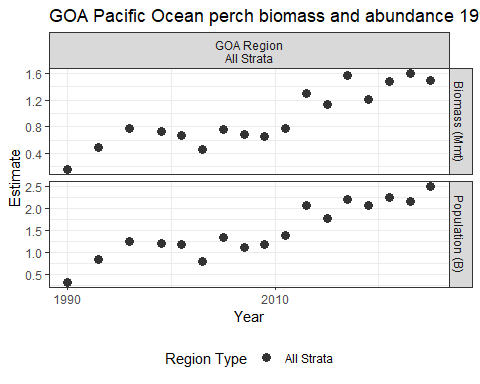 GOA Pacific Ocean perch biomass and abundance 19
GOA Region
All Strata
1.6
1.2
0.8
0.4
Biomass (Mmt)
Estimate
2.5
2.0
1.5
1.0
0.5
Population (B)
1990 2010
Year
Region Type All Strata